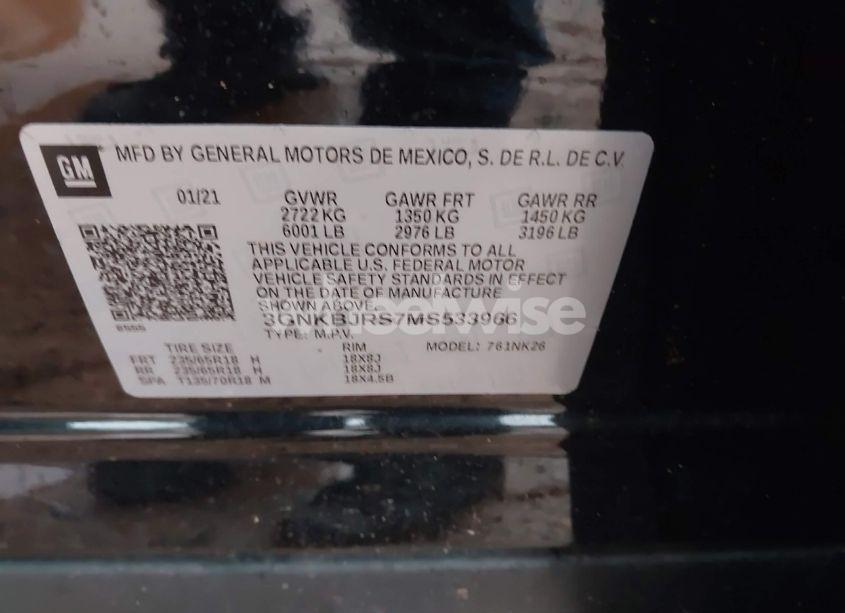 GM
MFD BY GENERAL MOTORS DE MEXICO, S. DE R.L. DE C.V.
01/21 GVWR GAWR FRT GAWR RR
2722 KG 1350 KG 1450 KG
6001 LB 2976 LB 3196 LB
THIS VEHICLE CONFORMS TO ALL
APPLICABLE U.S. FEDERAL MOTOR
VEHICLE SAFETY STANDARDS IN EFFECT
ON THE DATE OF MANUFACTURE
SHOWN ABOVE.
3GNKBJRS7MS533966
TYPE: M.P.V. MODEL: 761NK26
TIRE SIZE RIM
FRT 235/65R18 H 18X8J
RR 235/65R18 H 18X8J
SPA T135/70R18 M 18X4.5B